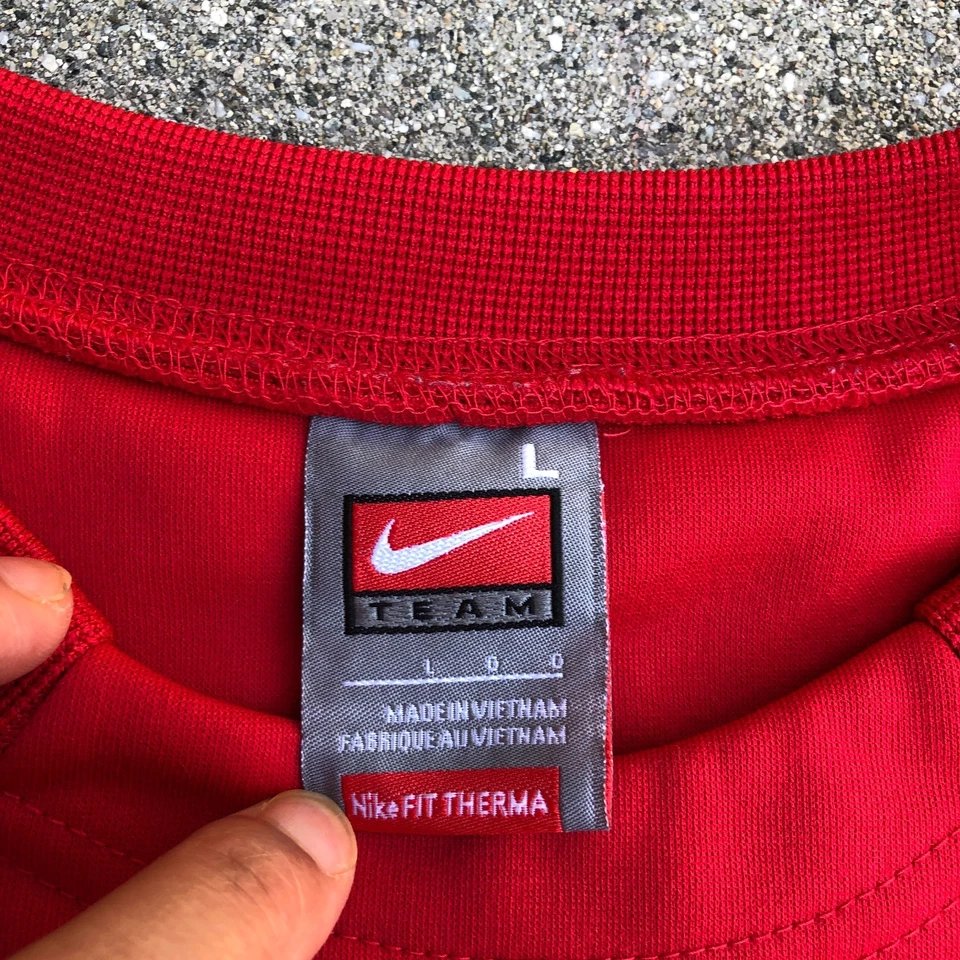 L
TEAM
L D D
MADE IN VIETNAM
FABRIQUE AU VIETNAM
Nike FIT THERMA